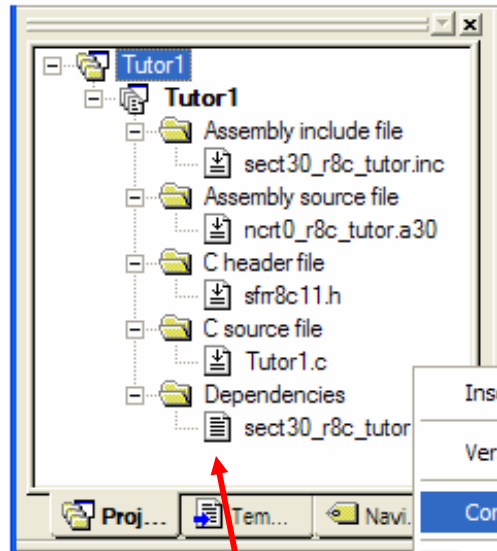 Tutor1
Tutor1
Assembly include file
sect30_r8c_tutor.inc
Assembly source file
ncrt0_r8c_tutor.a30
C header file
sfrr8c11.h
C source file
Tutor1.c
Dependencies
sect30_r8c_tutor
Ins
Ver
Con
Proj... Tem... Navi.